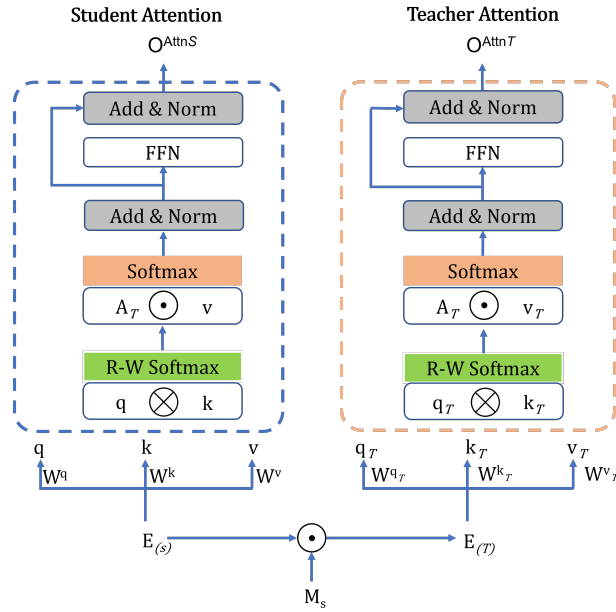 Student Attention
O^AttnS
Add & Norm
FFN
Add & Norm
Softmax
A_T ⊙ v
R-W Softmax
q ⊗ k
q k v
W^q W^k W^v
E_(s)
Teacher Attention
O^AttnT
Add & Norm
FFN
Add & Norm
Softmax
A_T ⊙ v_T
R-W Softmax
q_T ⊗ k_T
q_T k_T v_T
W^q_T W^k_T W^v_T
E_(T)
M_s